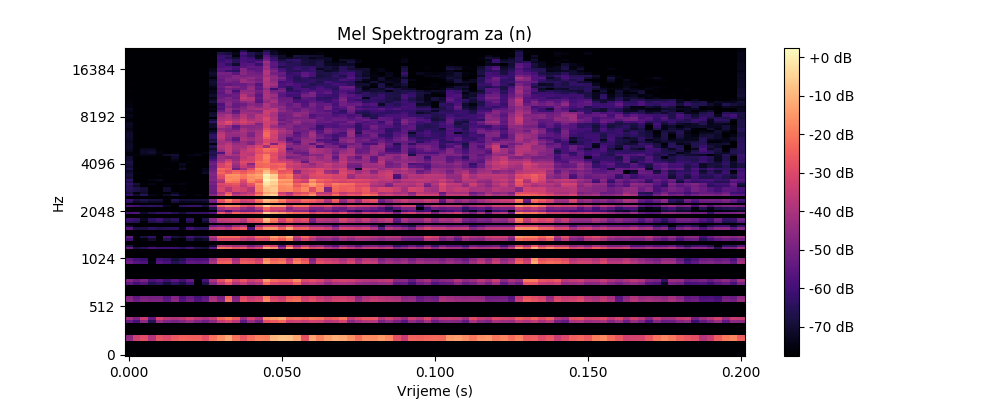 Mel Spektrogram za (n)
16384
8192
4096
2048
1024
512
0
Hz
0.000 0.050 0.100 0.150 0.200
Vrijeme (s)
+0 dB
-10 dB
-20 dB
-30 dB
-40 dB
-50 dB
-60 dB
-70 dB